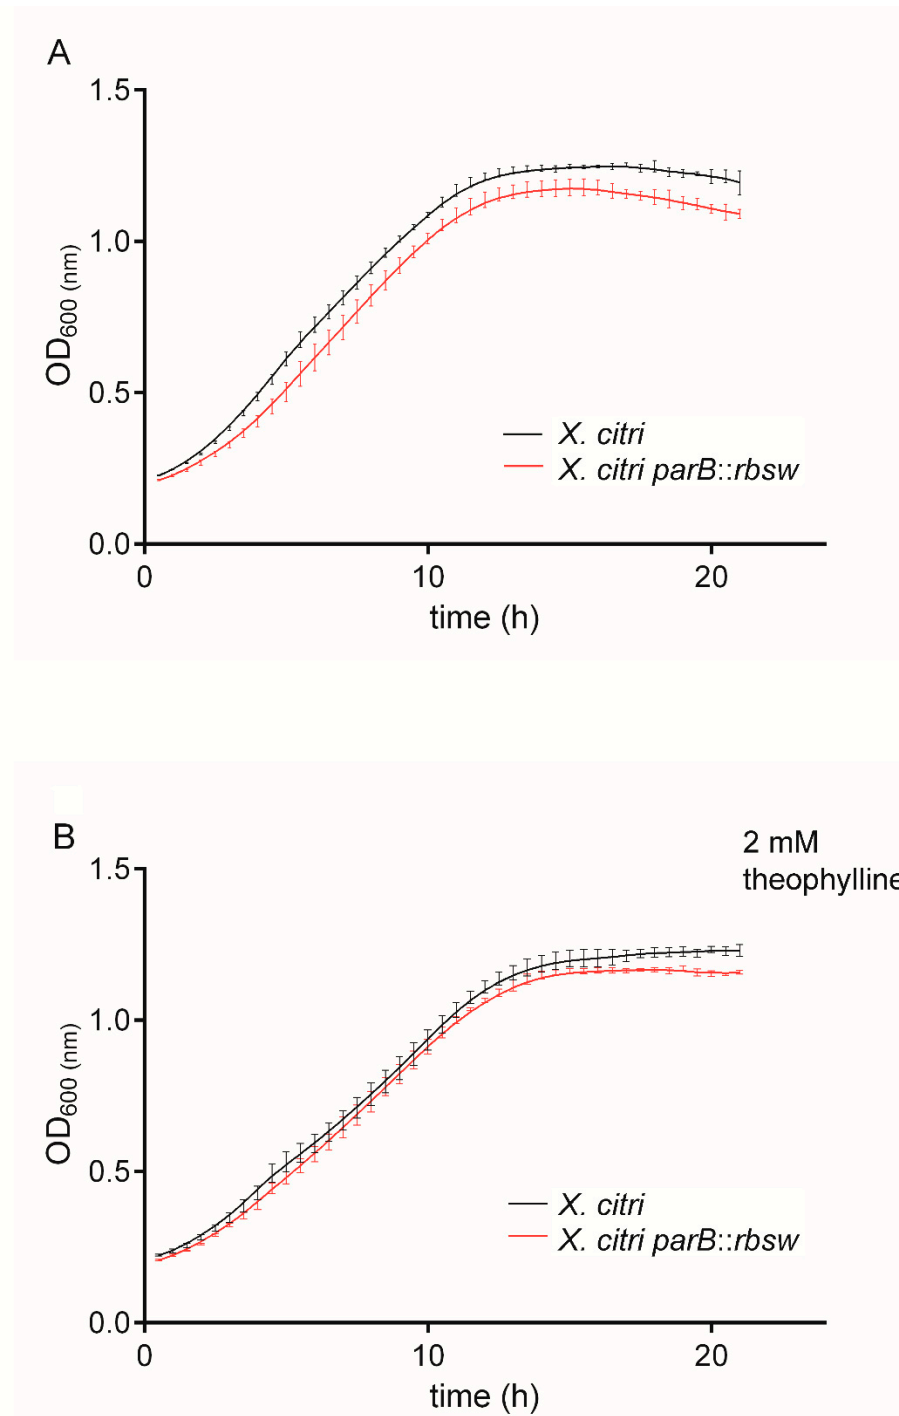 A
1.5
1.0
0.5
0.0
OD600 (nm)
X. citri
X. citri parB::rbsw
0 10 20
time (h)
B
2 mM
theophylline
1.5
1.0
0.5
0.0
OD600 (nm)
X. citri
X. citri parB::rbsw
0 10 20
time (h)